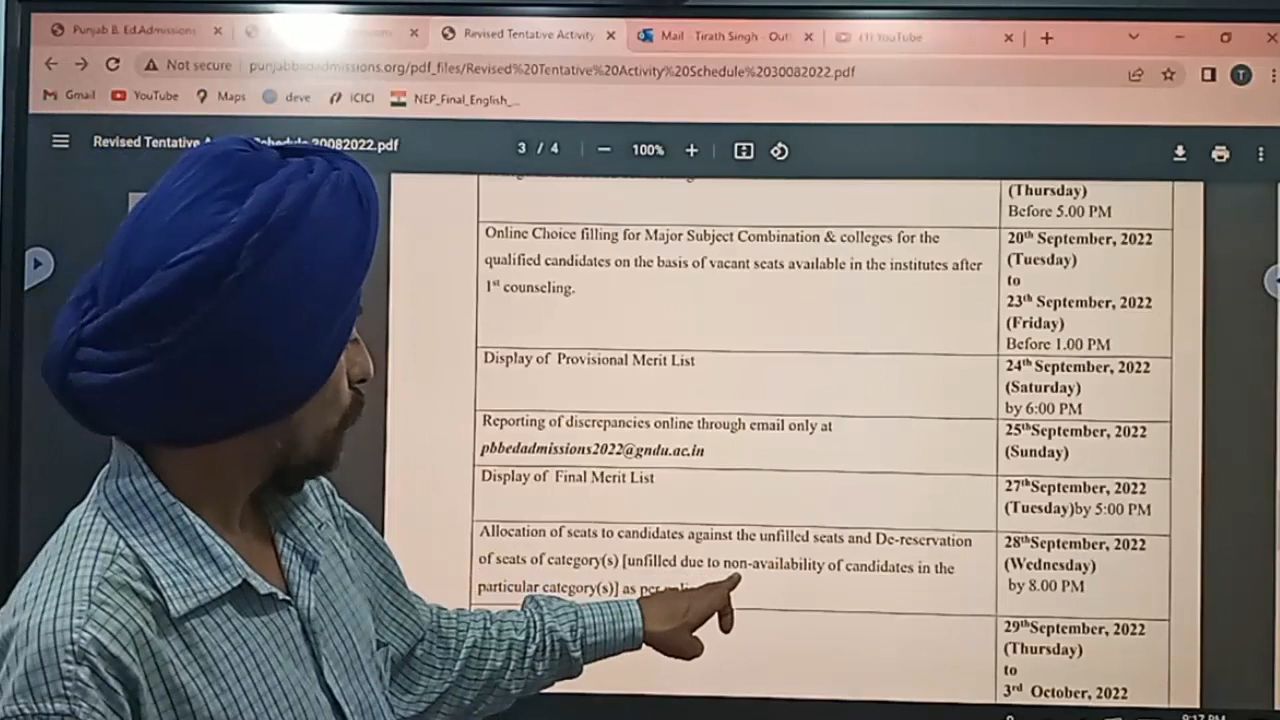 Punjab B. Ed.Admissions
Revised Tentative Activity
Mail - Tirath Singh - Out
(1) YouTube
Not secure
punjabbedadmissions.org/pdf_files/Revised%20Tentative%20Activity%20Schedule%2030082022.pdf
T
Gmail
YouTube
Maps
deve
ICICI
NEP_Final_English_...
Revised Tentative
Schedule 30082022.pdf
3 / 4
100%
(Thursday)
Before 5.00 PM
Online Choice filling for Major Subject Combination & colleges for the
qualified candidates on the basis of vacant seats available in the institutes after
1st counseling.
20th September, 2022
(Tuesday)
to
23th September, 2022
(Friday)
Before 1.00 PM
Display of Provisional Merit List
24th September, 2022
(Saturday)
by 6:00 PM
Reporting of discrepancies online through email only at
pbbedadmissions2022@gndu.ac.in
25thSeptember, 2022
(Sunday)
Display of Final Merit List
27thSeptember, 2022
(Tuesday)by 5:00 PM
Allocation of seats to candidates against the unfilled seats and De-reservation
of seats of category(s) [unfilled due to non-availability of candidates in the
particular category(s)] as per
28thSeptember, 2022
(Wednesday)
by 8.00 PM
29thSeptember, 2022
(Thursday)
to
3rd October, 2022
9:17 PM